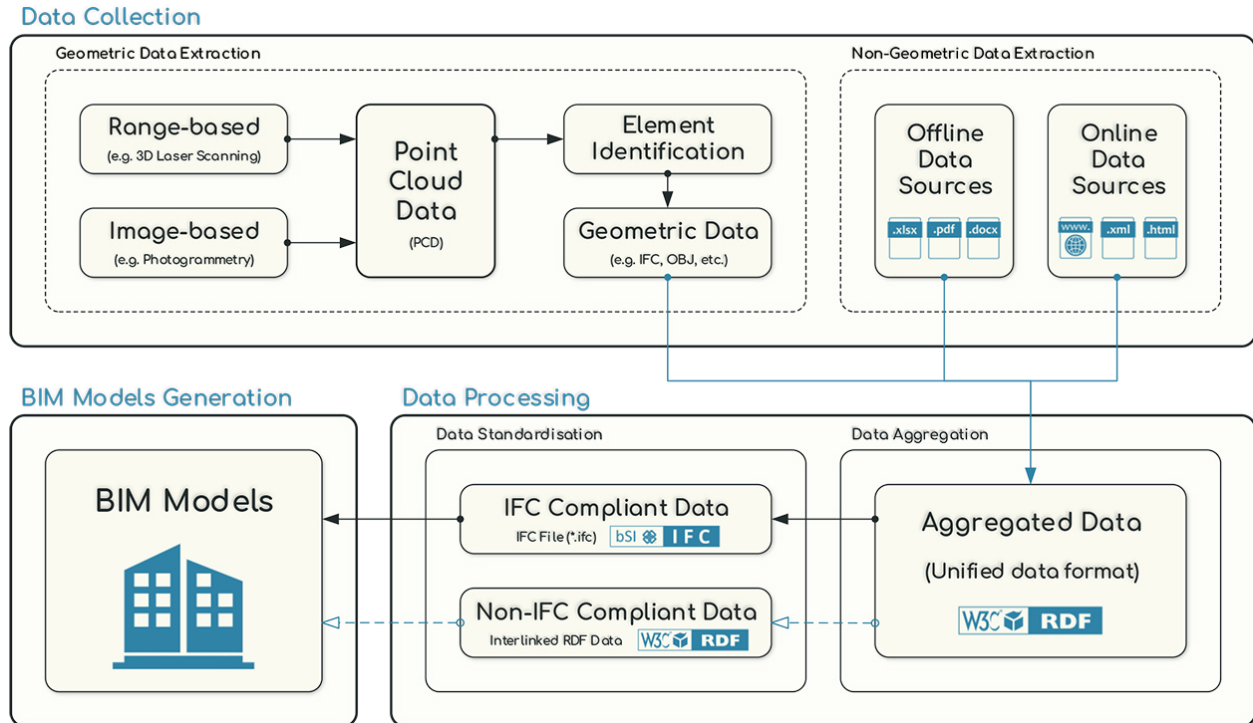 Data Collection
Geometric Data Extraction
Range-based
(e.g. 3D Laser Scanning)
Image-based
(e.g. Photogrammetry)
Point
Cloud
Data
(PCD)
Element
Identification
Geometric Data
(e.g. IFC, OBJ, etc.)
Non-Geometric Data Extraction
Offline
Data
Sources
.xlsx .pdf .docx
Online
Data
Sources
www. .xml .html
BIM Models Generation
BIM Models
Data Processing
Data Standardisation
IFC Compliant Data
IFC File (*.ifc) bSI IFC
Non-IFC Compliant Data
Interlinked RDF Data W3C RDF
Data Aggregation
Aggregated Data
(Unified data format)
W3C RDF